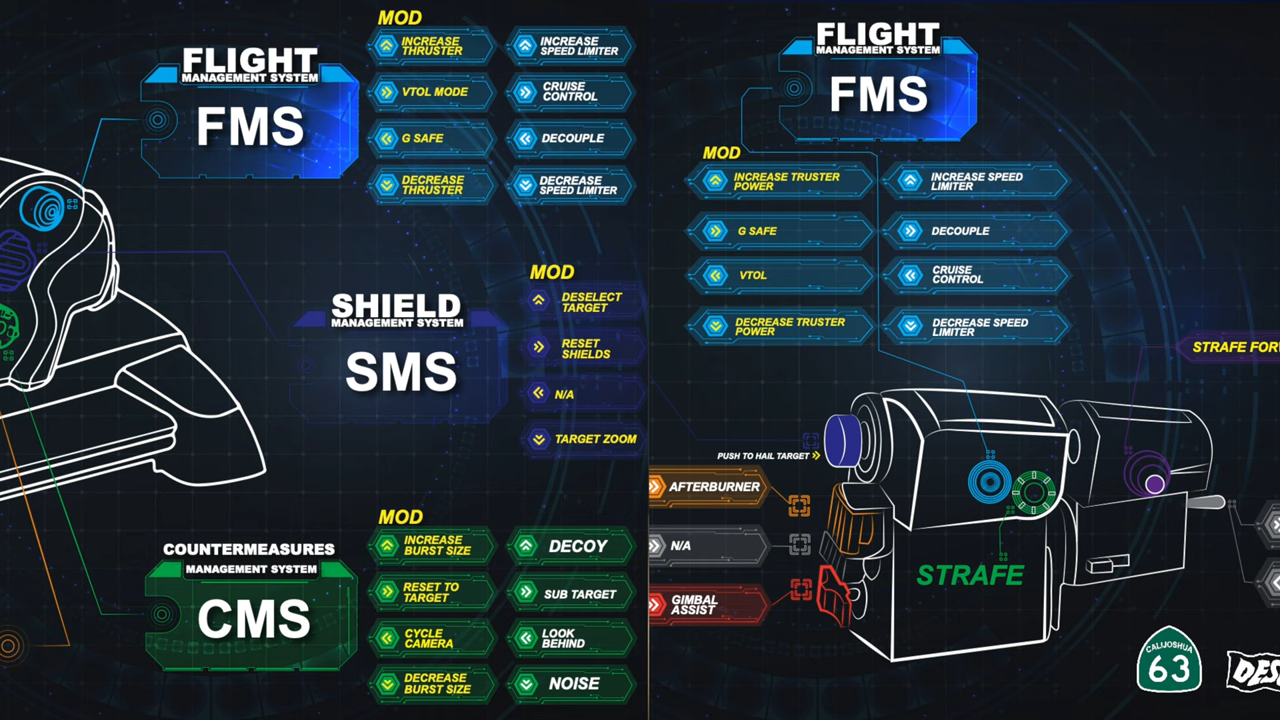 FLIGHT
MANAGEMENT SYSTEM
FMS
MOD
INCREASE
THRUSTER
INCREASE
SPEED LIMITER
VTOL MODE
CRUISE
CONTROL
G SAFE
DECOUPLE
DECREASE
THRUSTER
DECREASE
SPEED LIMITER
SHIELD
MANAGEMENT SYSTEM
SMS
MOD
DESELECT
TARGET
RESET
SHIELDS
N/A
TARGET ZOOM
COUNTERMEASURES
MANAGEMENT SYSTEM
CMS
MOD
INCREASE
BURST SIZE
DECOY
RESET TO
TARGET
SUB TARGET
CYCLE
CAMERA
LOOK
BEHIND
DECREASE
BURST SIZE
NOISE
FLIGHT
MANAGEMENT SYSTEM
FMS
MOD
INCREASE TRUSTER
POWER
INCREASE SPEED
LIMITER
G SAFE
DECOUPLE
VTOL
CRUISE
CONTROL
DECREASE TRUSTER
POWER
DECREASE SPEED
LIMITER
STRAFE FORW
PUSH TO HAIL TARGET
AFTERBURNER
N/A
GIMBAL
ASSIST
STRAFE
CALIJOSHUA
63
DES